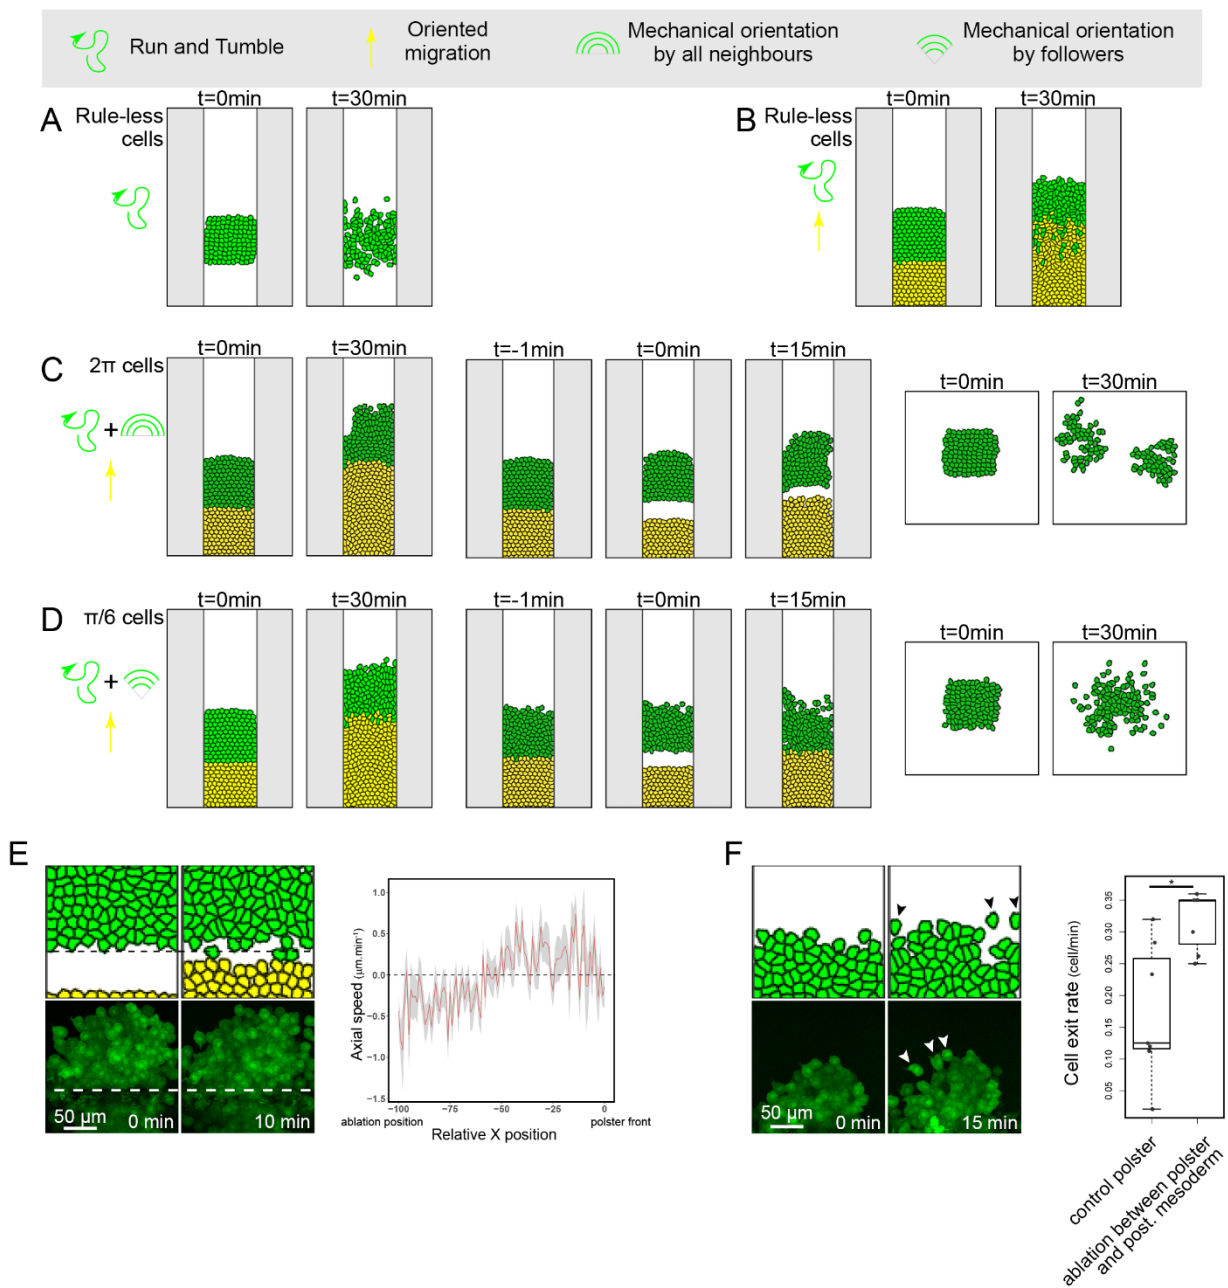 Run and Tumble
Oriented
migration
Mechanical orientation
by all neighbours
Mechanical orientation
by followers
A
Rule-less
cells
t=0min
t=30min
B
Rule-less
cells
t=0min
t=30min
C
2π cells
+
t=0min
t=30min
t=-1min
t=0min
t=15min
t=0min
t=30min
D
π/6 cells
+
t=0min
t=30min
t=-1min
t=0min
t=15min
t=0min
t=30min
E
50 µm
0 min
10 min
Axial speed (µm.min⁻¹)
1.0
0.5
0.0
-0.5
-1.0
-1.5
−100
−75
−50
−25
0
ablation position
polster front
Relative X position
F
50 µm
0 min
15 min
Cell exit rate (cell/min)
0.35
0.30
0.25
0.20
0.15
0.10
0.05
*
control polster
ablation between polster
and post. mesoderm